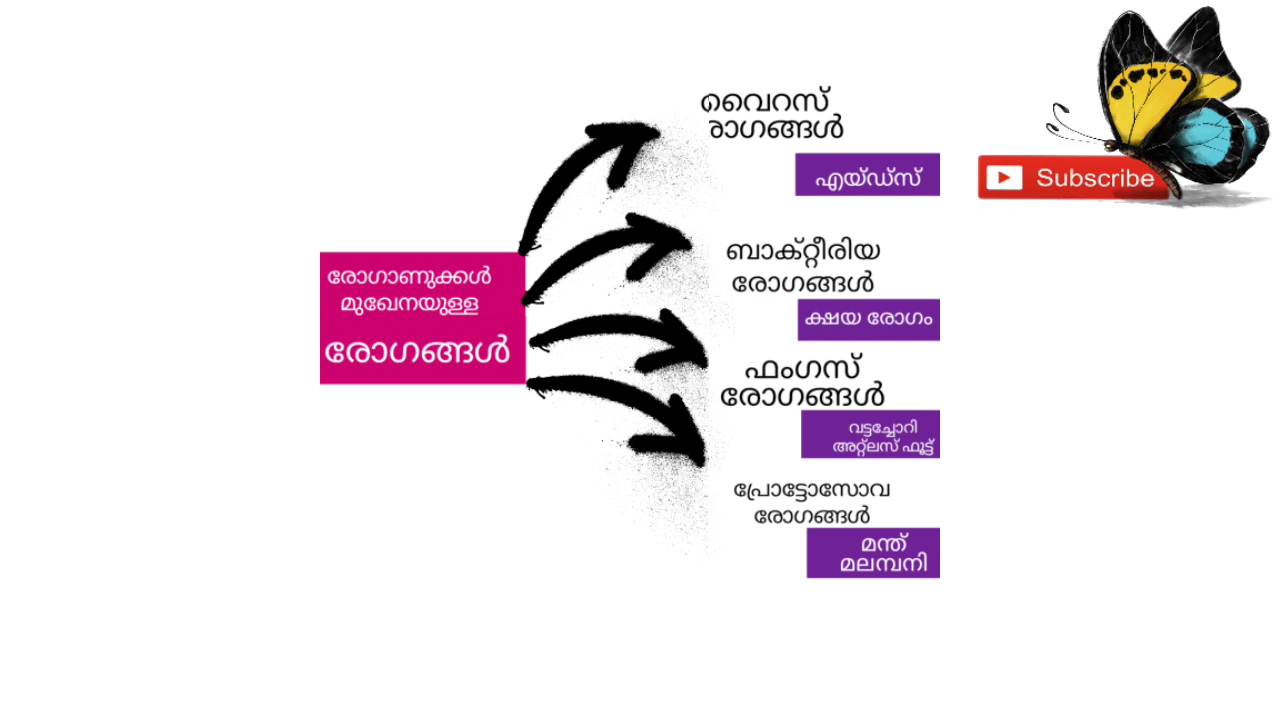 വൈറസ്
രോഗങ്ങൾ
എയ്ഡ്സ്
Subscribe
രോഗാണുക്കൾ
മുഖേനയുള്ള
രോഗങ്ങൾ
ബാക്റ്റീരിയ
രോഗങ്ങൾ
ക്ഷയ രോഗം
ഫംഗസ്
രോഗങ്ങൾ
വട്ടച്ചോറി
അറ്റ്ലസ് ഫൂട്ട്
പ്രോട്ടോസോവ
രോഗങ്ങൾ
മന്ത്
മലമ്പനി